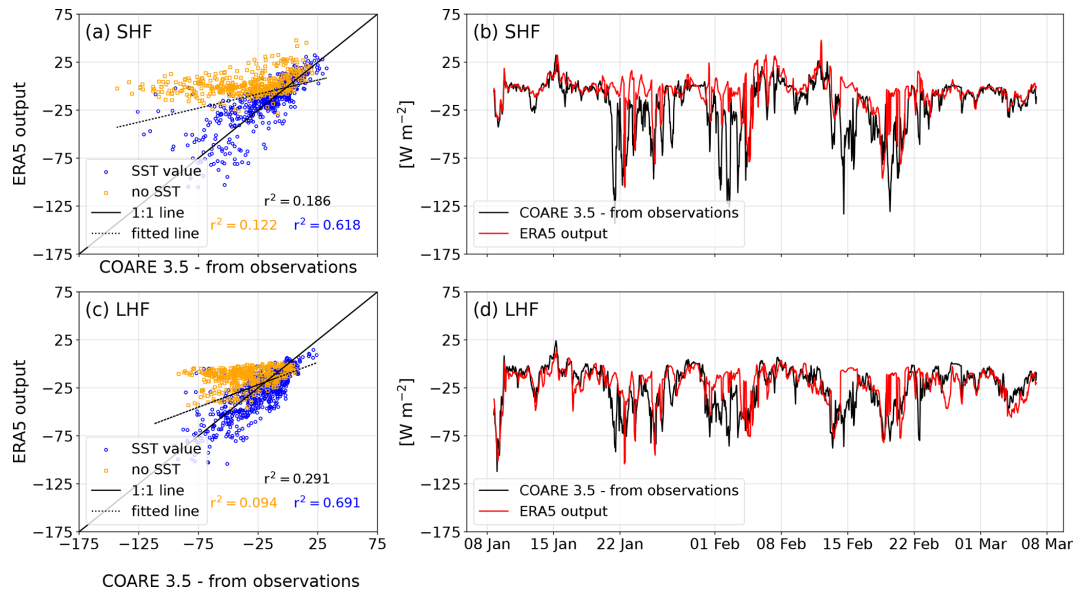 75
25
−25
−75
−125
−175
ERA5 output
(a) SHF
SST value
no SST
1:1 line
fitted line
r² = 0.186
r² = 0.122
r² = 0.618
COARE 3.5 - from observations
75
25
−25
−75
−125
−175
[W m⁻²]
(b) SHF
COARE 3.5 - from observations
ERA5 output
75
25
−25
−75
−125
−175
ERA5 output
(c) LHF
SST value
no SST
1:1 line
fitted line
r² = 0.291
r² = 0.094
r² = 0.691
−175 −125 −75 −25 25 75
COARE 3.5 - from observations
75
25
−25
−75
−125
−175
[W m⁻²]
(d) LHF
COARE 3.5 - from observations
ERA5 output
08 Jan 15 Jan 22 Jan 01 Feb 08 Feb 15 Feb 22 Feb 01 Mar 08 Mar